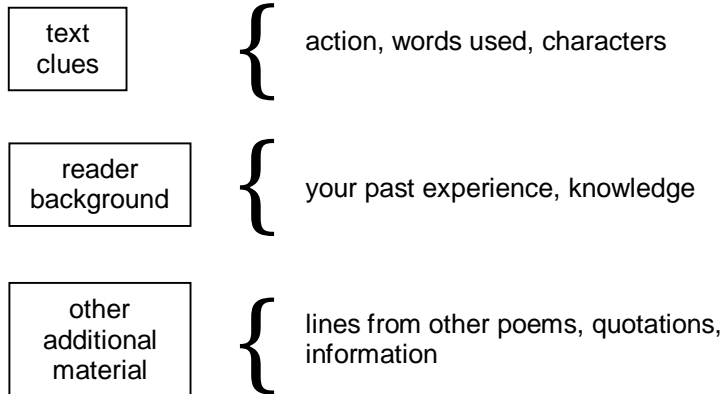 text
clues
action, words used, characters
reader
background
your past experience, knowledge
other
additional
material
lines from other poems, quotations,
information